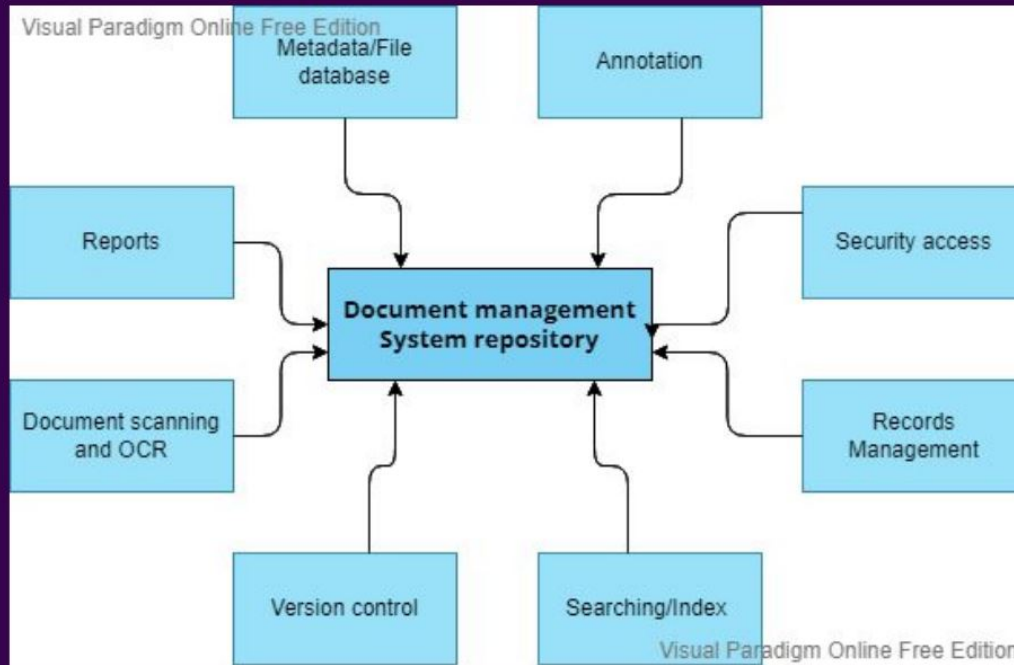 Visual Paradigm Online Free Edition
Metadata/File
database
Annotation
Reports
Security access
Document management
System repository
Document scanning
and OCR
Records
Management
Version control
Searching/Index
Visual Paradigm Online Free Edition